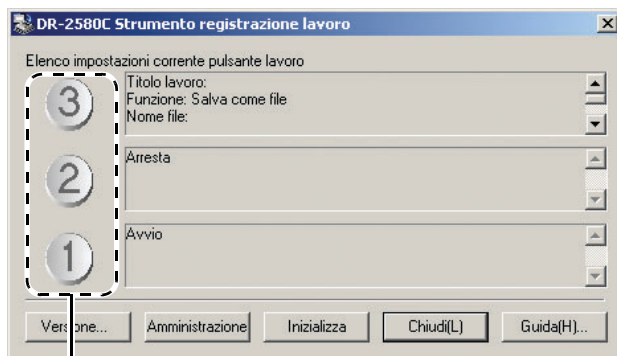 DR-2580C Strumento registrazione lavoro
Elenco impostazioni corrente pulsante lavoro
3
Titolo lavoro:
Funzione: Salva come file
Nome file:
2
Arresta
1
Avvio
Versione... Amministrazione Inizializza Chiudi(L) Guida(H)...